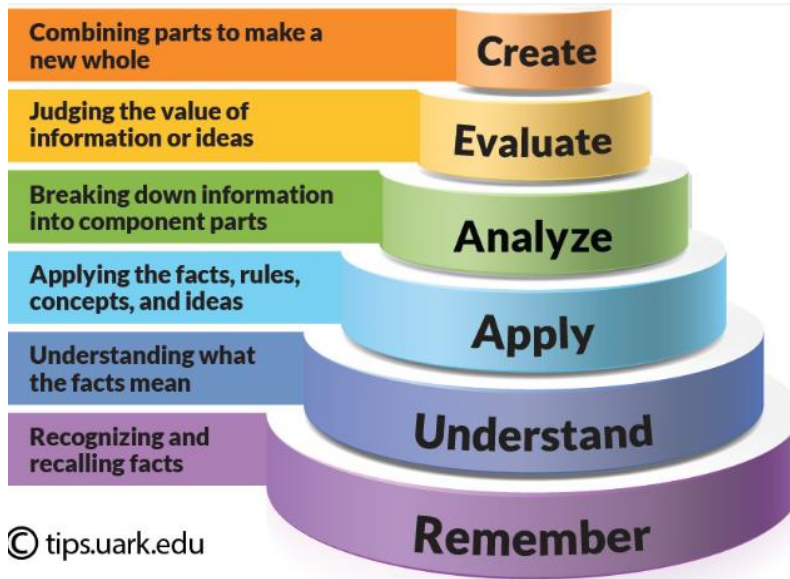 Combining parts to make a
new whole
Create
Judging the value of
information or ideas
Evaluate
Breaking down information
into component parts
Analyze
Applying the facts, rules,
concepts, and ideas
Apply
Understanding what
the facts mean
Understand
Recognizing and
recalling facts
Remember
© tips.uark.edu